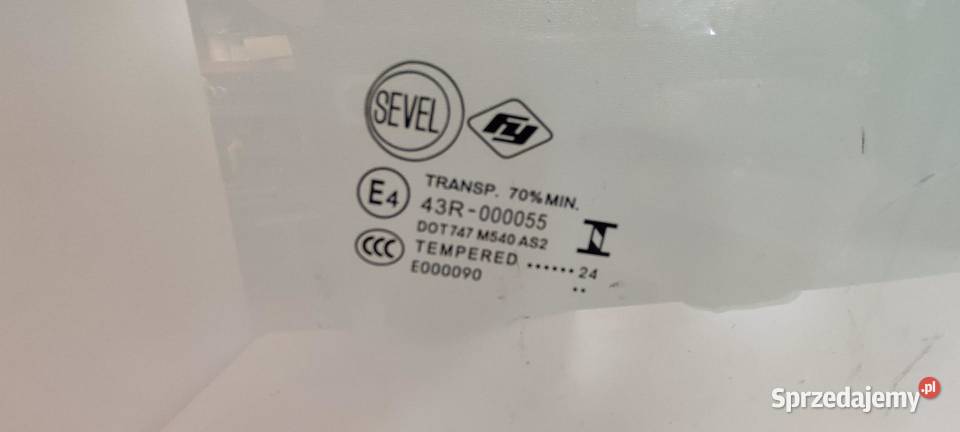 SEVEL
FY
E4
TRANSP. 70%MIN.
43R-000055
DOT747 M540 AS2
CCC
TEMPERED ...... 24
E000090 ..
Sprzedajemy.pl